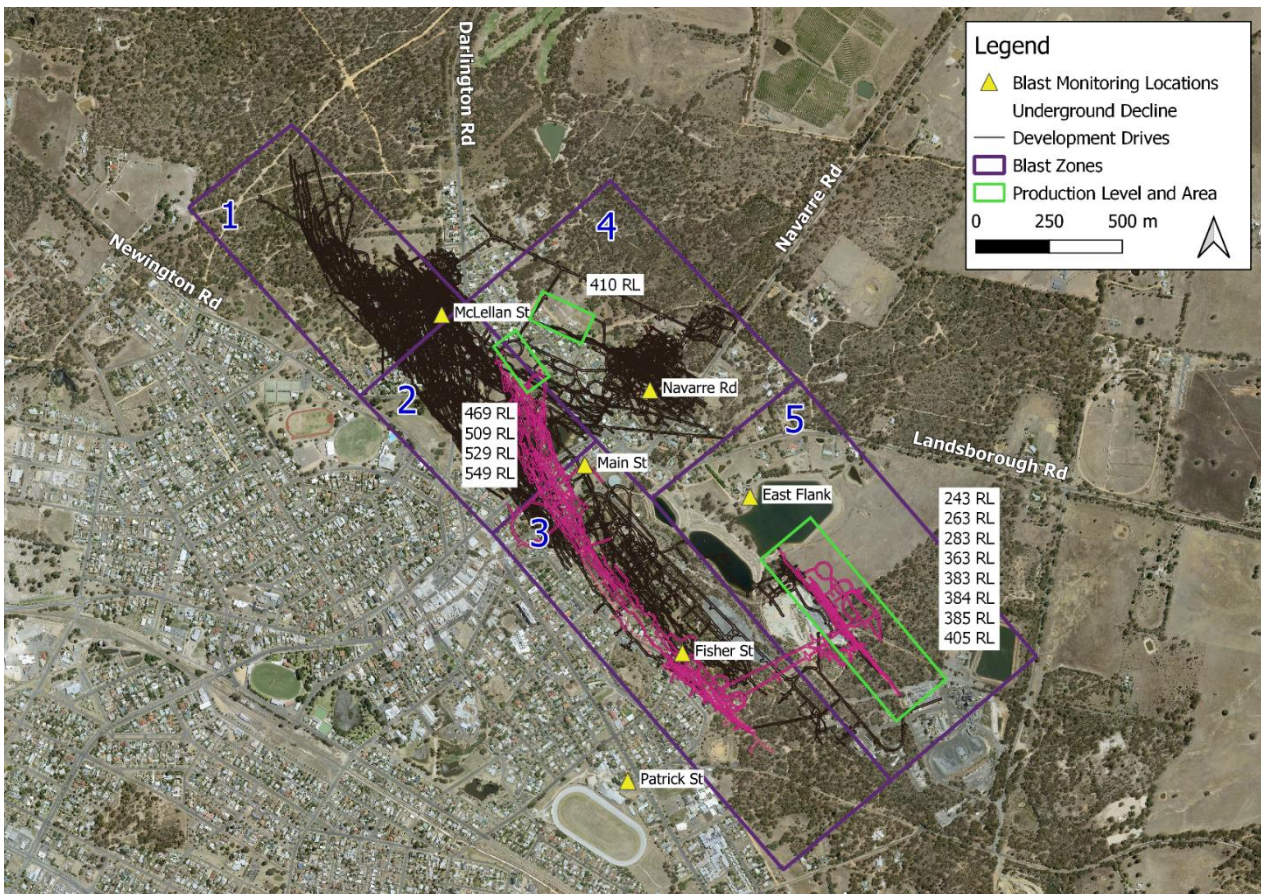 Darlington Rd
Legend
Blast Monitoring Locations
Underground Decline
Development Drives
Blast Zones
Production Level and Area
0 250 500 m
1
4
Navarre Rd
Newington Rd
410 RL
McLellan St
2
Navarre Rd
5
469 RL
509 RL
529 RL
549 RL
Main St
Landsborough Rd
East Flank
3
243 RL
263 RL
283 RL
363 RL
383 RL
384 RL
385 RL
405 RL
Fisher St
Patrick St